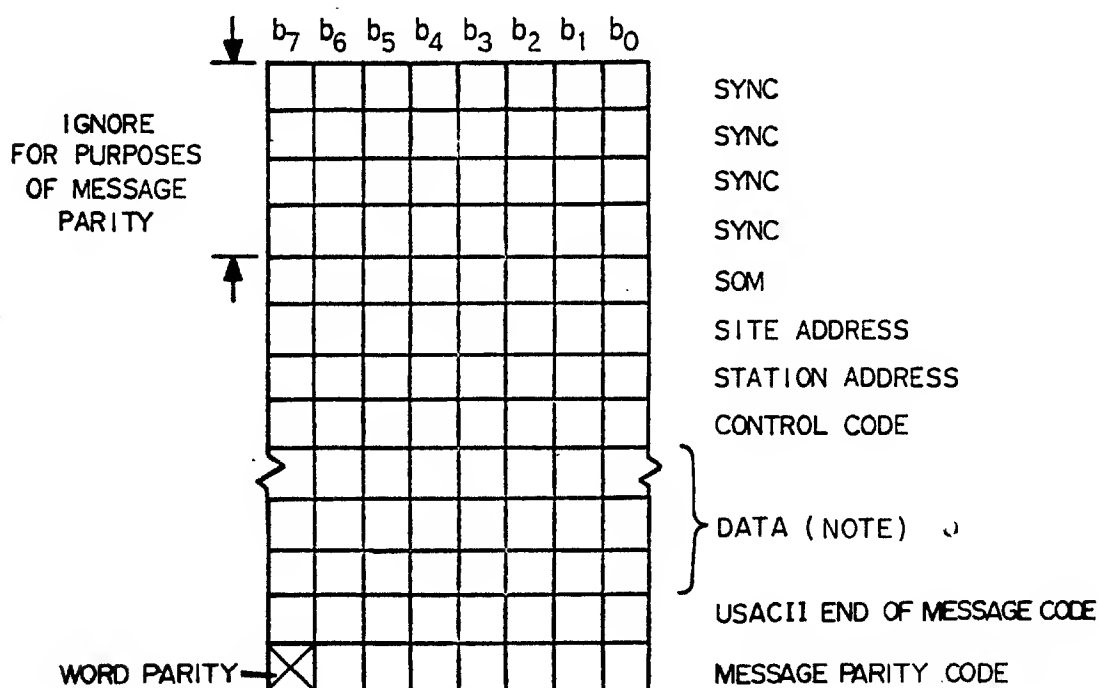 b7 b6 b5 b4 b3 b2 b1 b0
IGNORE
FOR PURPOSES
OF MESSAGE
PARITY
SYNC
SYNC
SYNC
SYNC
SOM
SITE ADDRESS
STATION ADDRESS
CONTROL CODE
DATA (NOTE)
USACII END OF MESSAGE CODE
WORD PARITY
MESSAGE PARITY CODE